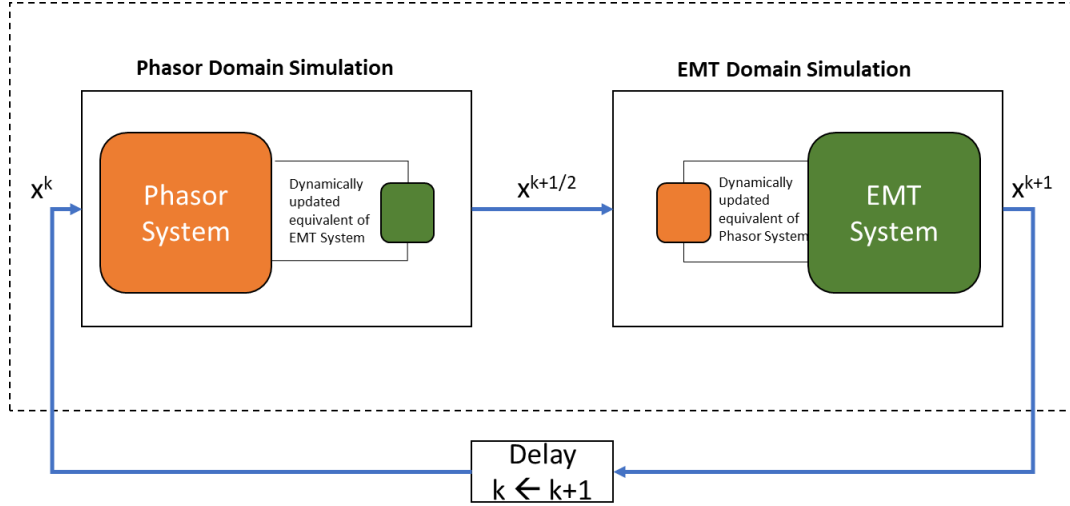 Phasor Domain Simulation
EMT Domain Simulation
x^k
Phasor
System
Dynamically
updated
equivalent of
EMT System
x^{k+1/2}
Dynamically
updated
equivalent of
Phasor System
EMT
System
x^{k+1}
Delay
k ← k+1